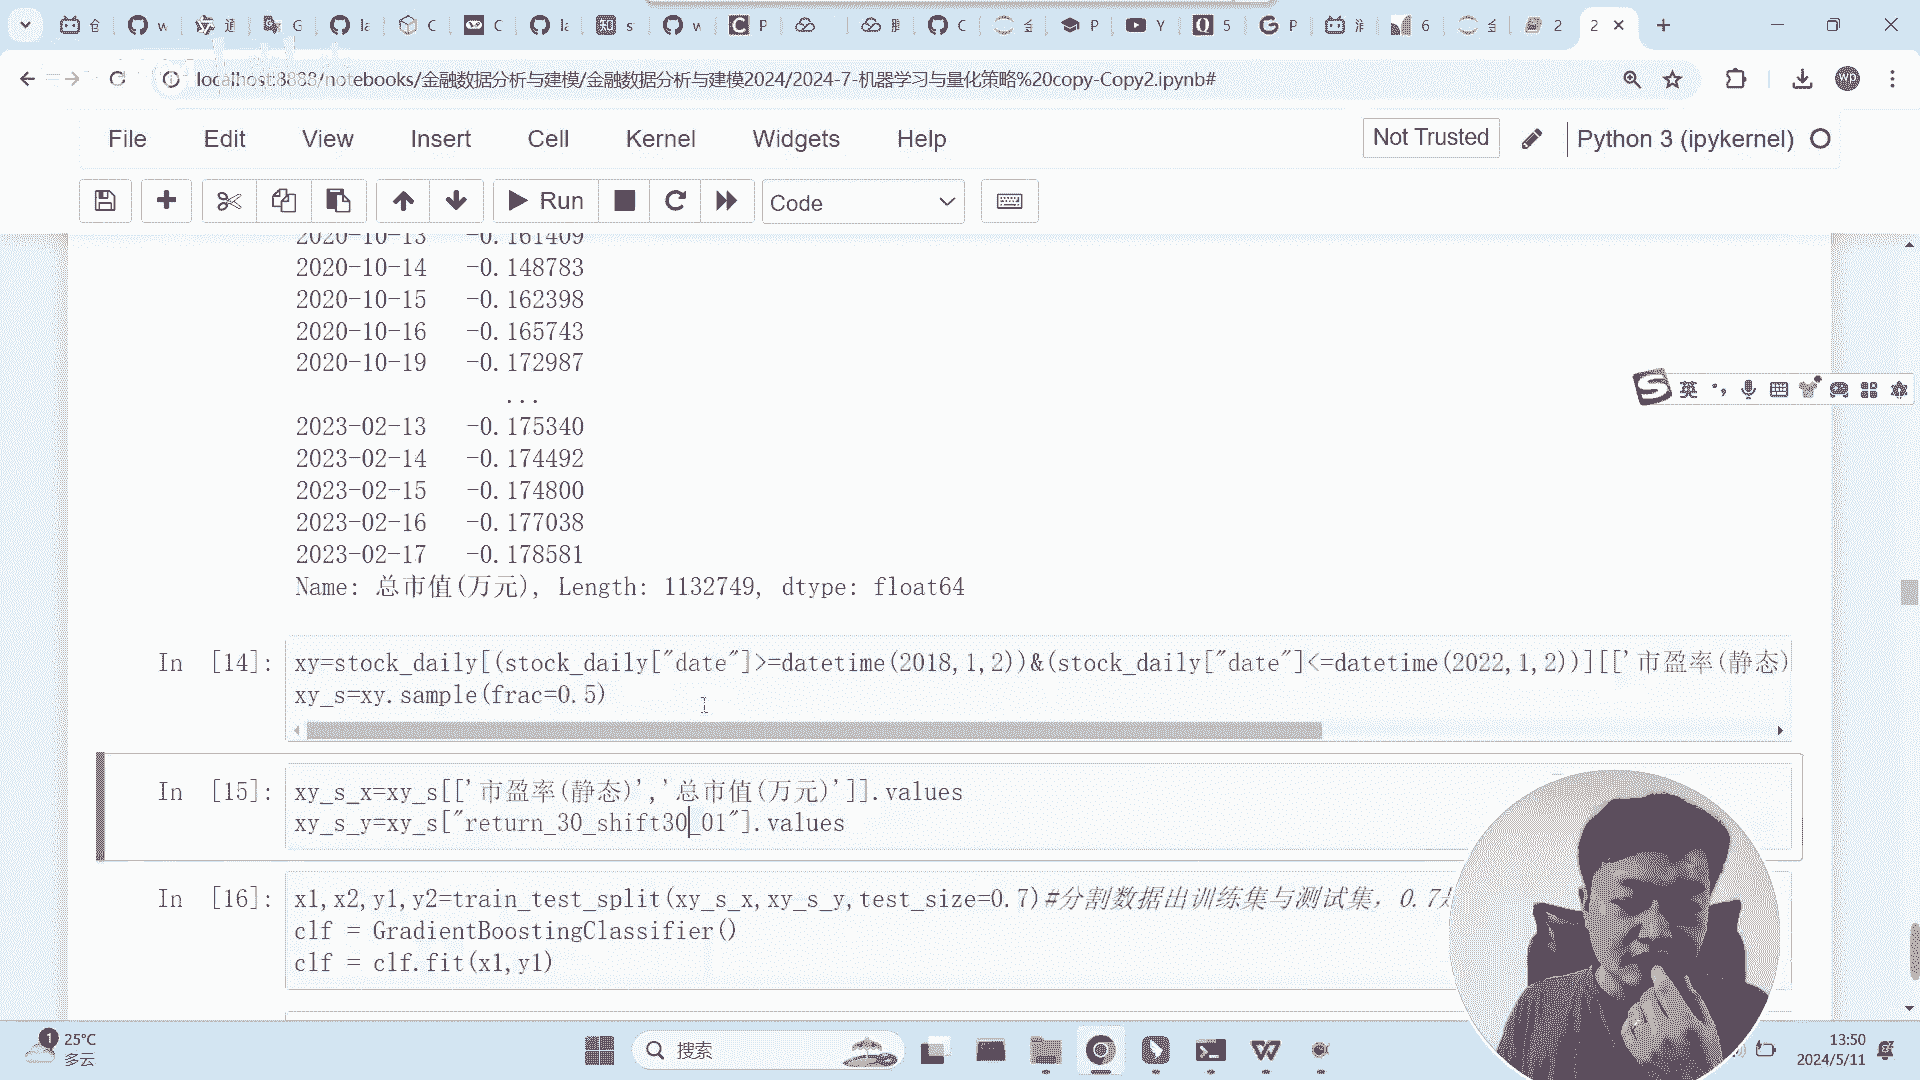 localhost:8888/notebooks/金融数据分析与建模/金融数据分析与建模2024/2024-7-机器学习与量化策略%20copy-Copy2.ipynb#
File Edit View Insert Cell Kernel Widgets Help
Not Trusted
Python 3 (ipykernel)
Run
Code
2020-10-13 -0.161409
2020-10-14 -0.148783
2020-10-15 -0.162398
2020-10-16 -0.165743
2020-10-19 -0.172987
...
2023-02-13 -0.175340
2023-02-14 -0.174492
2023-02-15 -0.174800
2023-02-16 -0.177038
2023-02-17 -0.178581
Name: 总市值(万元), Length: 1132749, dtype: float64
In [14]: xy=stock_daily[(stock_daily["date"]>=datetime(2018,1,2))&(stock_daily["date"]<=datetime(2022,1,2))][['市盈率(静态)
xy_s=xy.sample(frac=0.5)
In [15]: xy_s_x=xy_s[['市盈率(静态)','总市值(万元)']].values
xy_s_y=xy_s["return_30_shift30_01"].values
In [16]: x1,x2,y1,y2=train_test_split(xy_s_x,xy_s_y,test_size=0.7)#分割数据出训练集与测试集，0.7
clf = GradientBoostingClassifier()
clf = clf.fit(x1,y1)
英
1
25°C
多云
搜索
13:50
2024/5/11